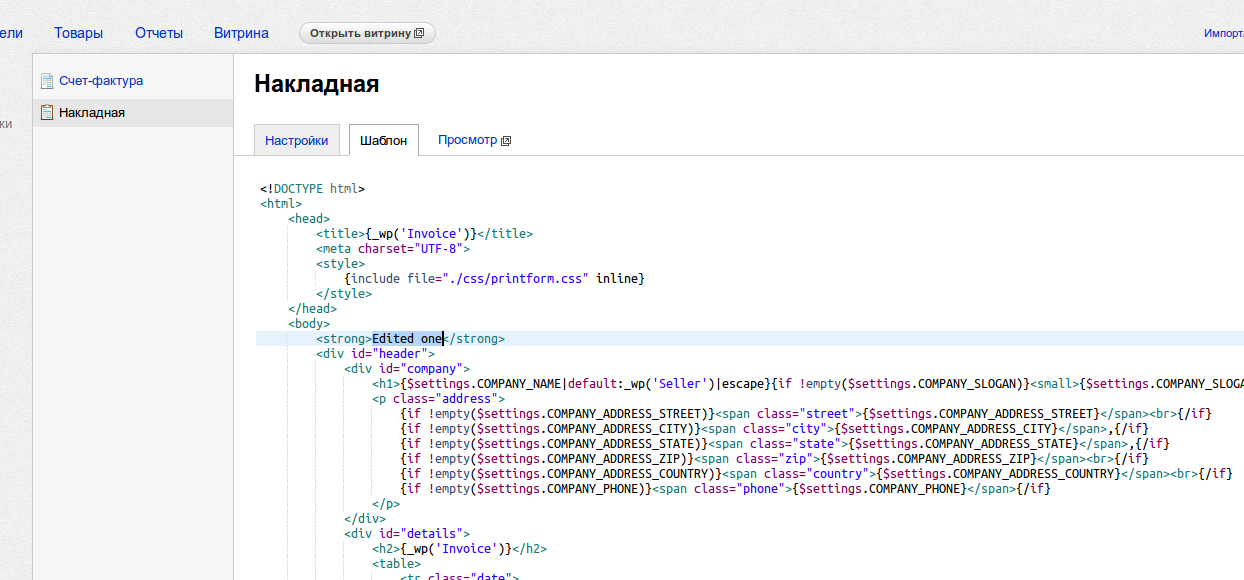 ели Товары Отчеты Витрина Открыть витрину Импорт
Счет-фактура
Накладная
ки
Накладная
Настройки Шаблон Просмотр
<!DOCTYPE html>
<html>
<head>
<title>{_wp('Invoice')}</title>
<meta charset="UTF-8">
<style>
{include file="./css/printform.css" inline}
</style>
</head>
<body>
<strong>Edited one</strong>
<div id="header">
<div id="company">
<h1>{$settings.COMPANY_NAME|default:_wp('Seller')|escape}{if !empty($settings.COMPANY_SLOGAN)}<small>{$settings.COMPANY_SLOGA
<p class="address">
{if !empty($settings.COMPANY_ADDRESS_STREET)}<span class="street">{$settings.COMPANY_ADDRESS_STREET}</span><br>{/if}
{if !empty($settings.COMPANY_ADDRESS_CITY)}<span class="city">{$settings.COMPANY_ADDRESS_CITY}</span>,{/if}
{if !empty($settings.COMPANY_ADDRESS_STATE)}<span class="state">{$settings.COMPANY_ADDRESS_STATE}</span>,{/if}
{if !empty($settings.COMPANY_ADDRESS_ZIP)}<span class="zip">{$settings.COMPANY_ADDRESS_ZIP}</span><br>{/if}
{if !empty($settings.COMPANY_ADDRESS_COUNTRY)}<span class="country">{$settings.COMPANY_ADDRESS_COUNTRY}</span><br>{/if}
{if !empty($settings.COMPANY_PHONE)}<span class="phone">{$settings.COMPANY_PHONE}</span>{/if}
</p>
</div>
<div id="details">
<h2>{_wp('Invoice')}</h2>
<table>
<tr class="date">